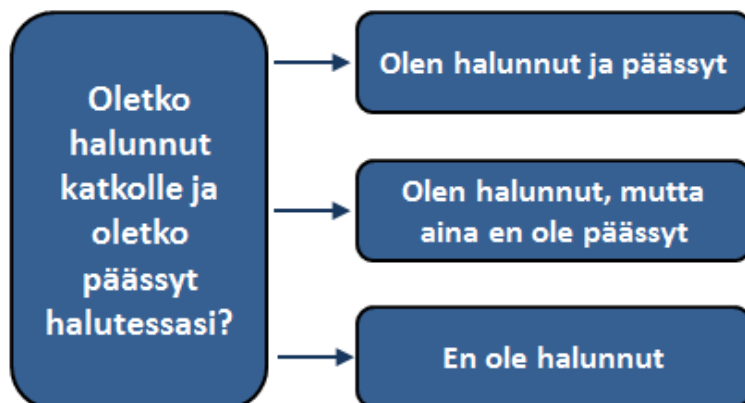 Oletko
halunnut
katkolle ja
oletko
päässyt
halutessasi?
Olen halunnut ja päässyt
Olen halunnut, mutta
aina en ole päässyt
En ole halunnut